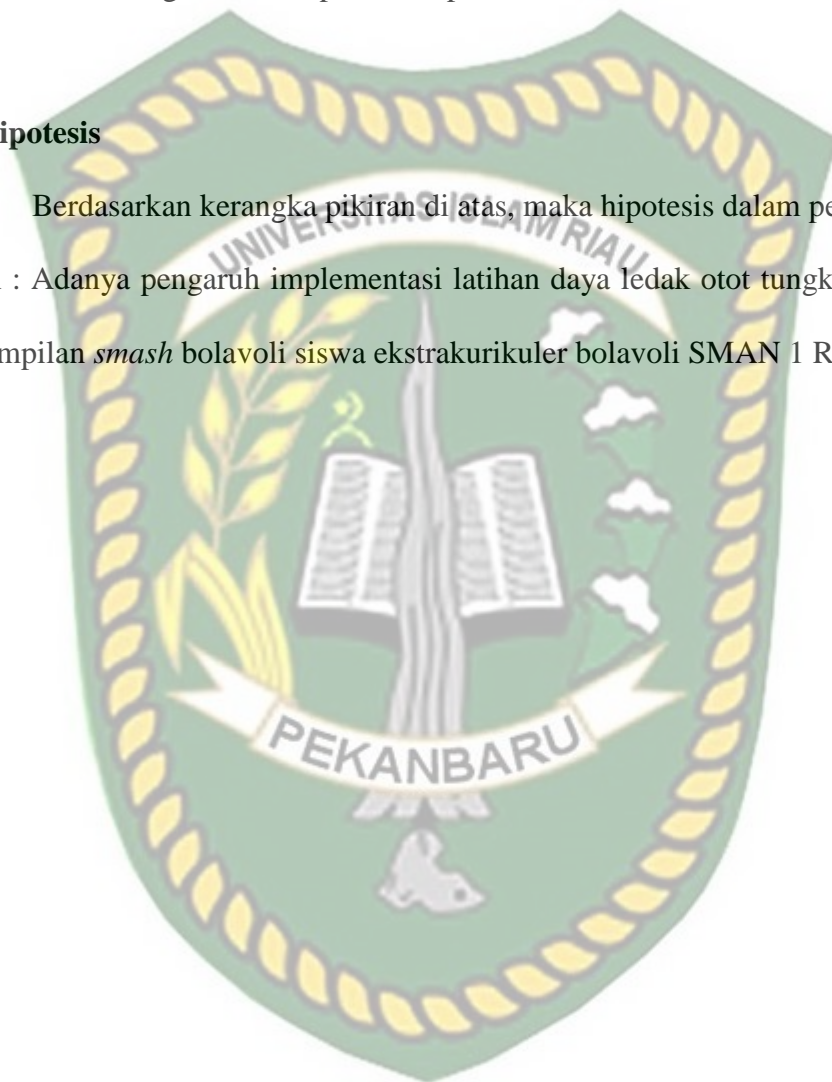 ipotesis
Berdasarkan kerangka pikiran di atas, maka hipotesis dalam pe
: Adanya pengaruh implementasi latihan daya ledak otot tungk
mpilan smash bolavoli siswa ekstrakurikuler bolavoli SMAN 1 R
UNIVERSITAS ISLAM RIAU
PEKANBARU